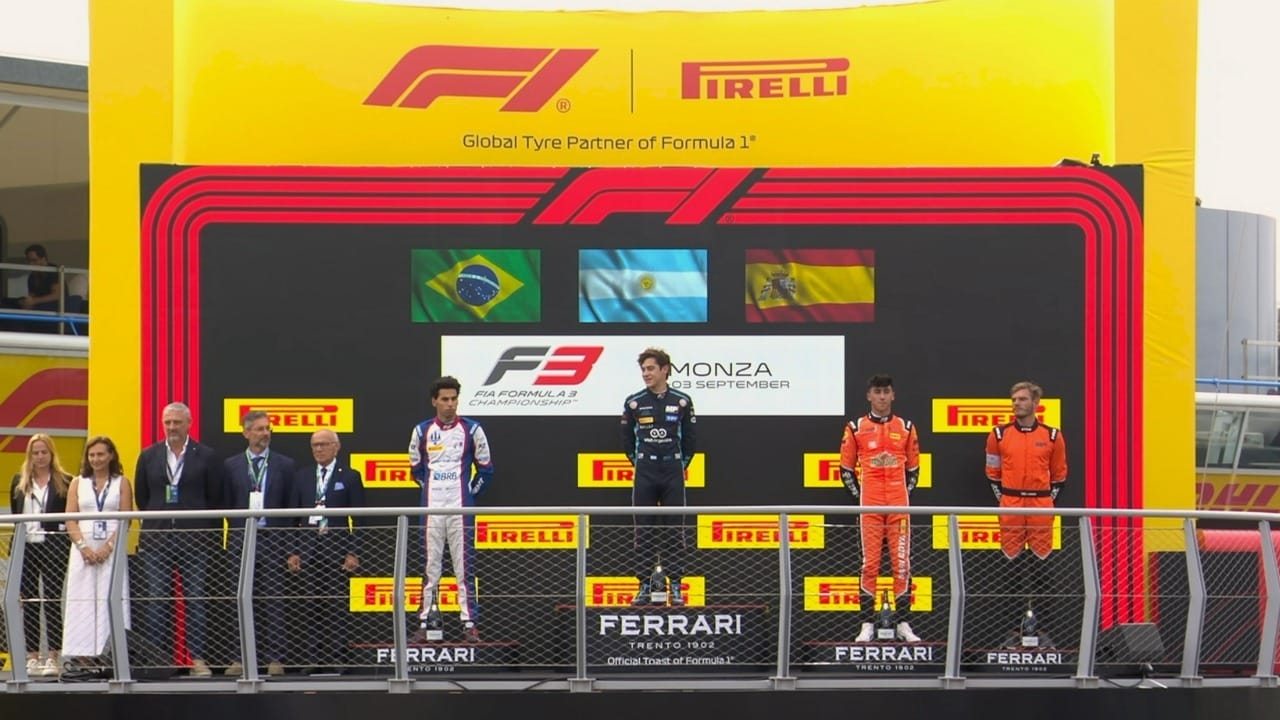 F1®
PIRELLI
Global Tyre Partner of Formula 1®
F1
F3
FIA FORMULA 3
CHAMPIONSHIP™
MONZA
03 SEPTEMBER
PIRELLI
PIRELLI
PIRELLI
PIRELLI
PIRELLI
PIRELLI
PIRELLI
PIRELLI
PIRELLI
PIRELLI
PIRELLI
BRB
FERRARI
TRENTO 1902
Official Toast of Formula 1®
FERRARI
TRENTO 1902
FERRARI
TRENTO 1902
FERRARI
TRENTO 1902